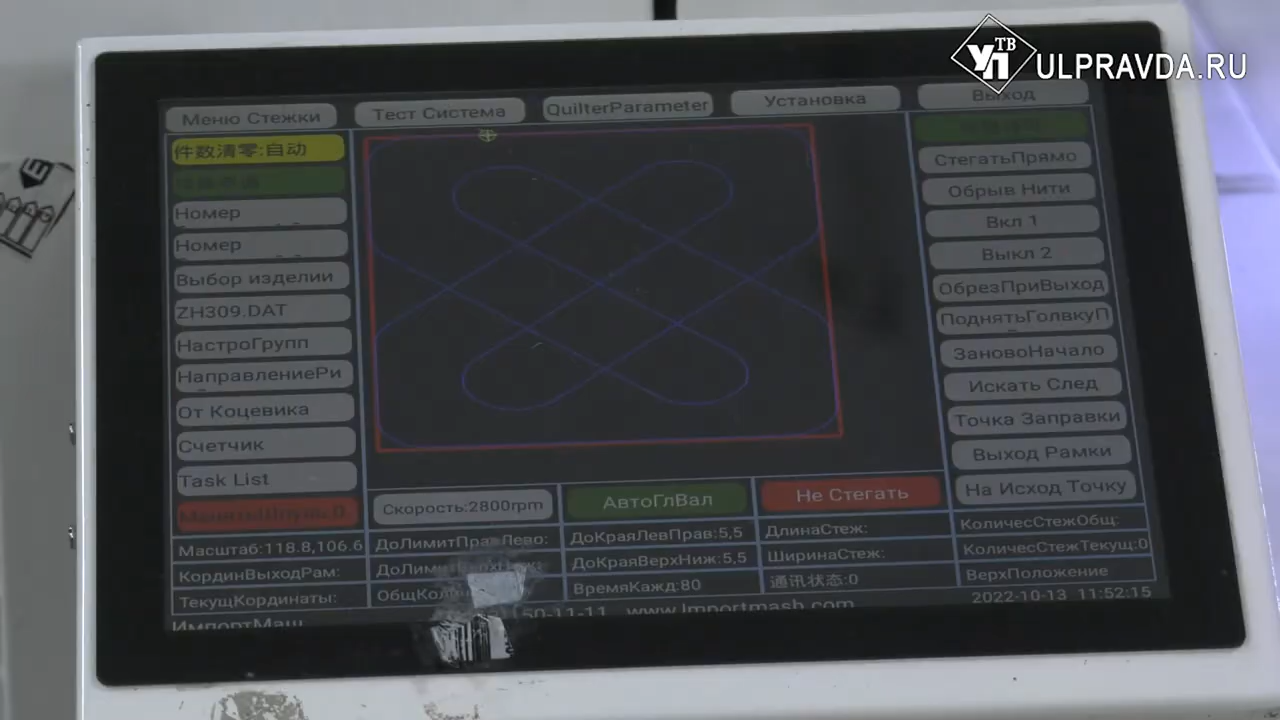 УП ТВ ULPRAVDA.RU
Меню Стежки
Тест Система
QuilterParameter
Установка
Выход
件数清零:自动
Номер
Номер
Выбор изделии
ZH309.DAT
НастроГрупп
НаправлениеРи
От Коцевика
Счетчик
Task List
СтегатьПрямо
Обрыв Нити
Вкл 1
Выкл 2
ОбрезПриВыход
ПоднятьГолвкуП
ЗановоНачало
Искать След
Точка Заправки
Выход Рамки
На Исход Точку
Скорость:2800rpm
АвтоГлВал
Не Стегать
Масштаб:118.8,106.6
ДоЛимитПравЛево:
ДоКраяЛевПрав:5,5
ДлинаСтеж:
КоличесСтежОбщ:
КординВыходРам:
ДоКраяВерхНиж:5,5
ШиринаСтеж:
КоличесСтежТекущ:0
ТекущКординаты:
ВремяКажд:80
通讯状态:0
ВерхПоложение
ИмпортМаш
50-11-11
www.Importmash.com
2022-10-13 11:52:15